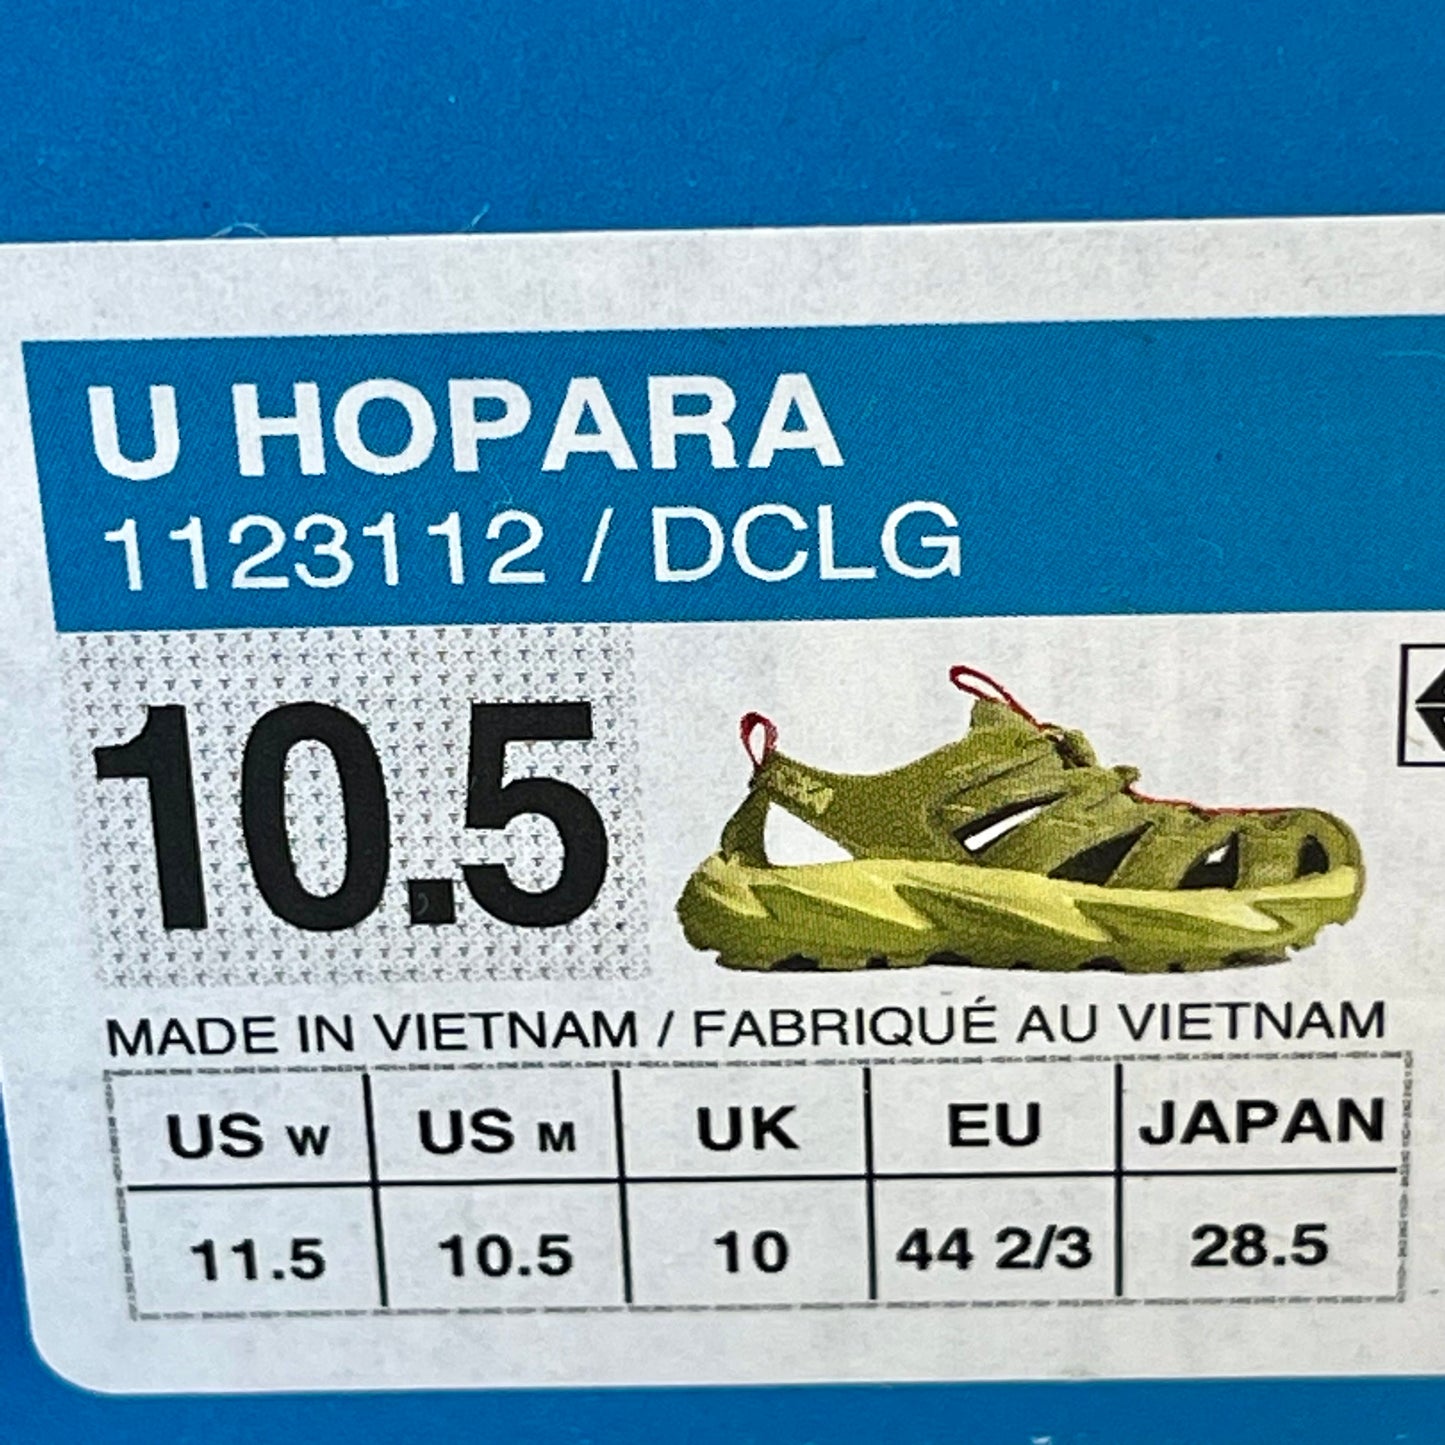 U HOPARA
1123112 / DCLG
10.5
MADE IN VIETNAM / FABRIQUÉ AU VIETNAM
US W US M UK EU JAPAN
11.5 10.5 10 44 2/3 28.5